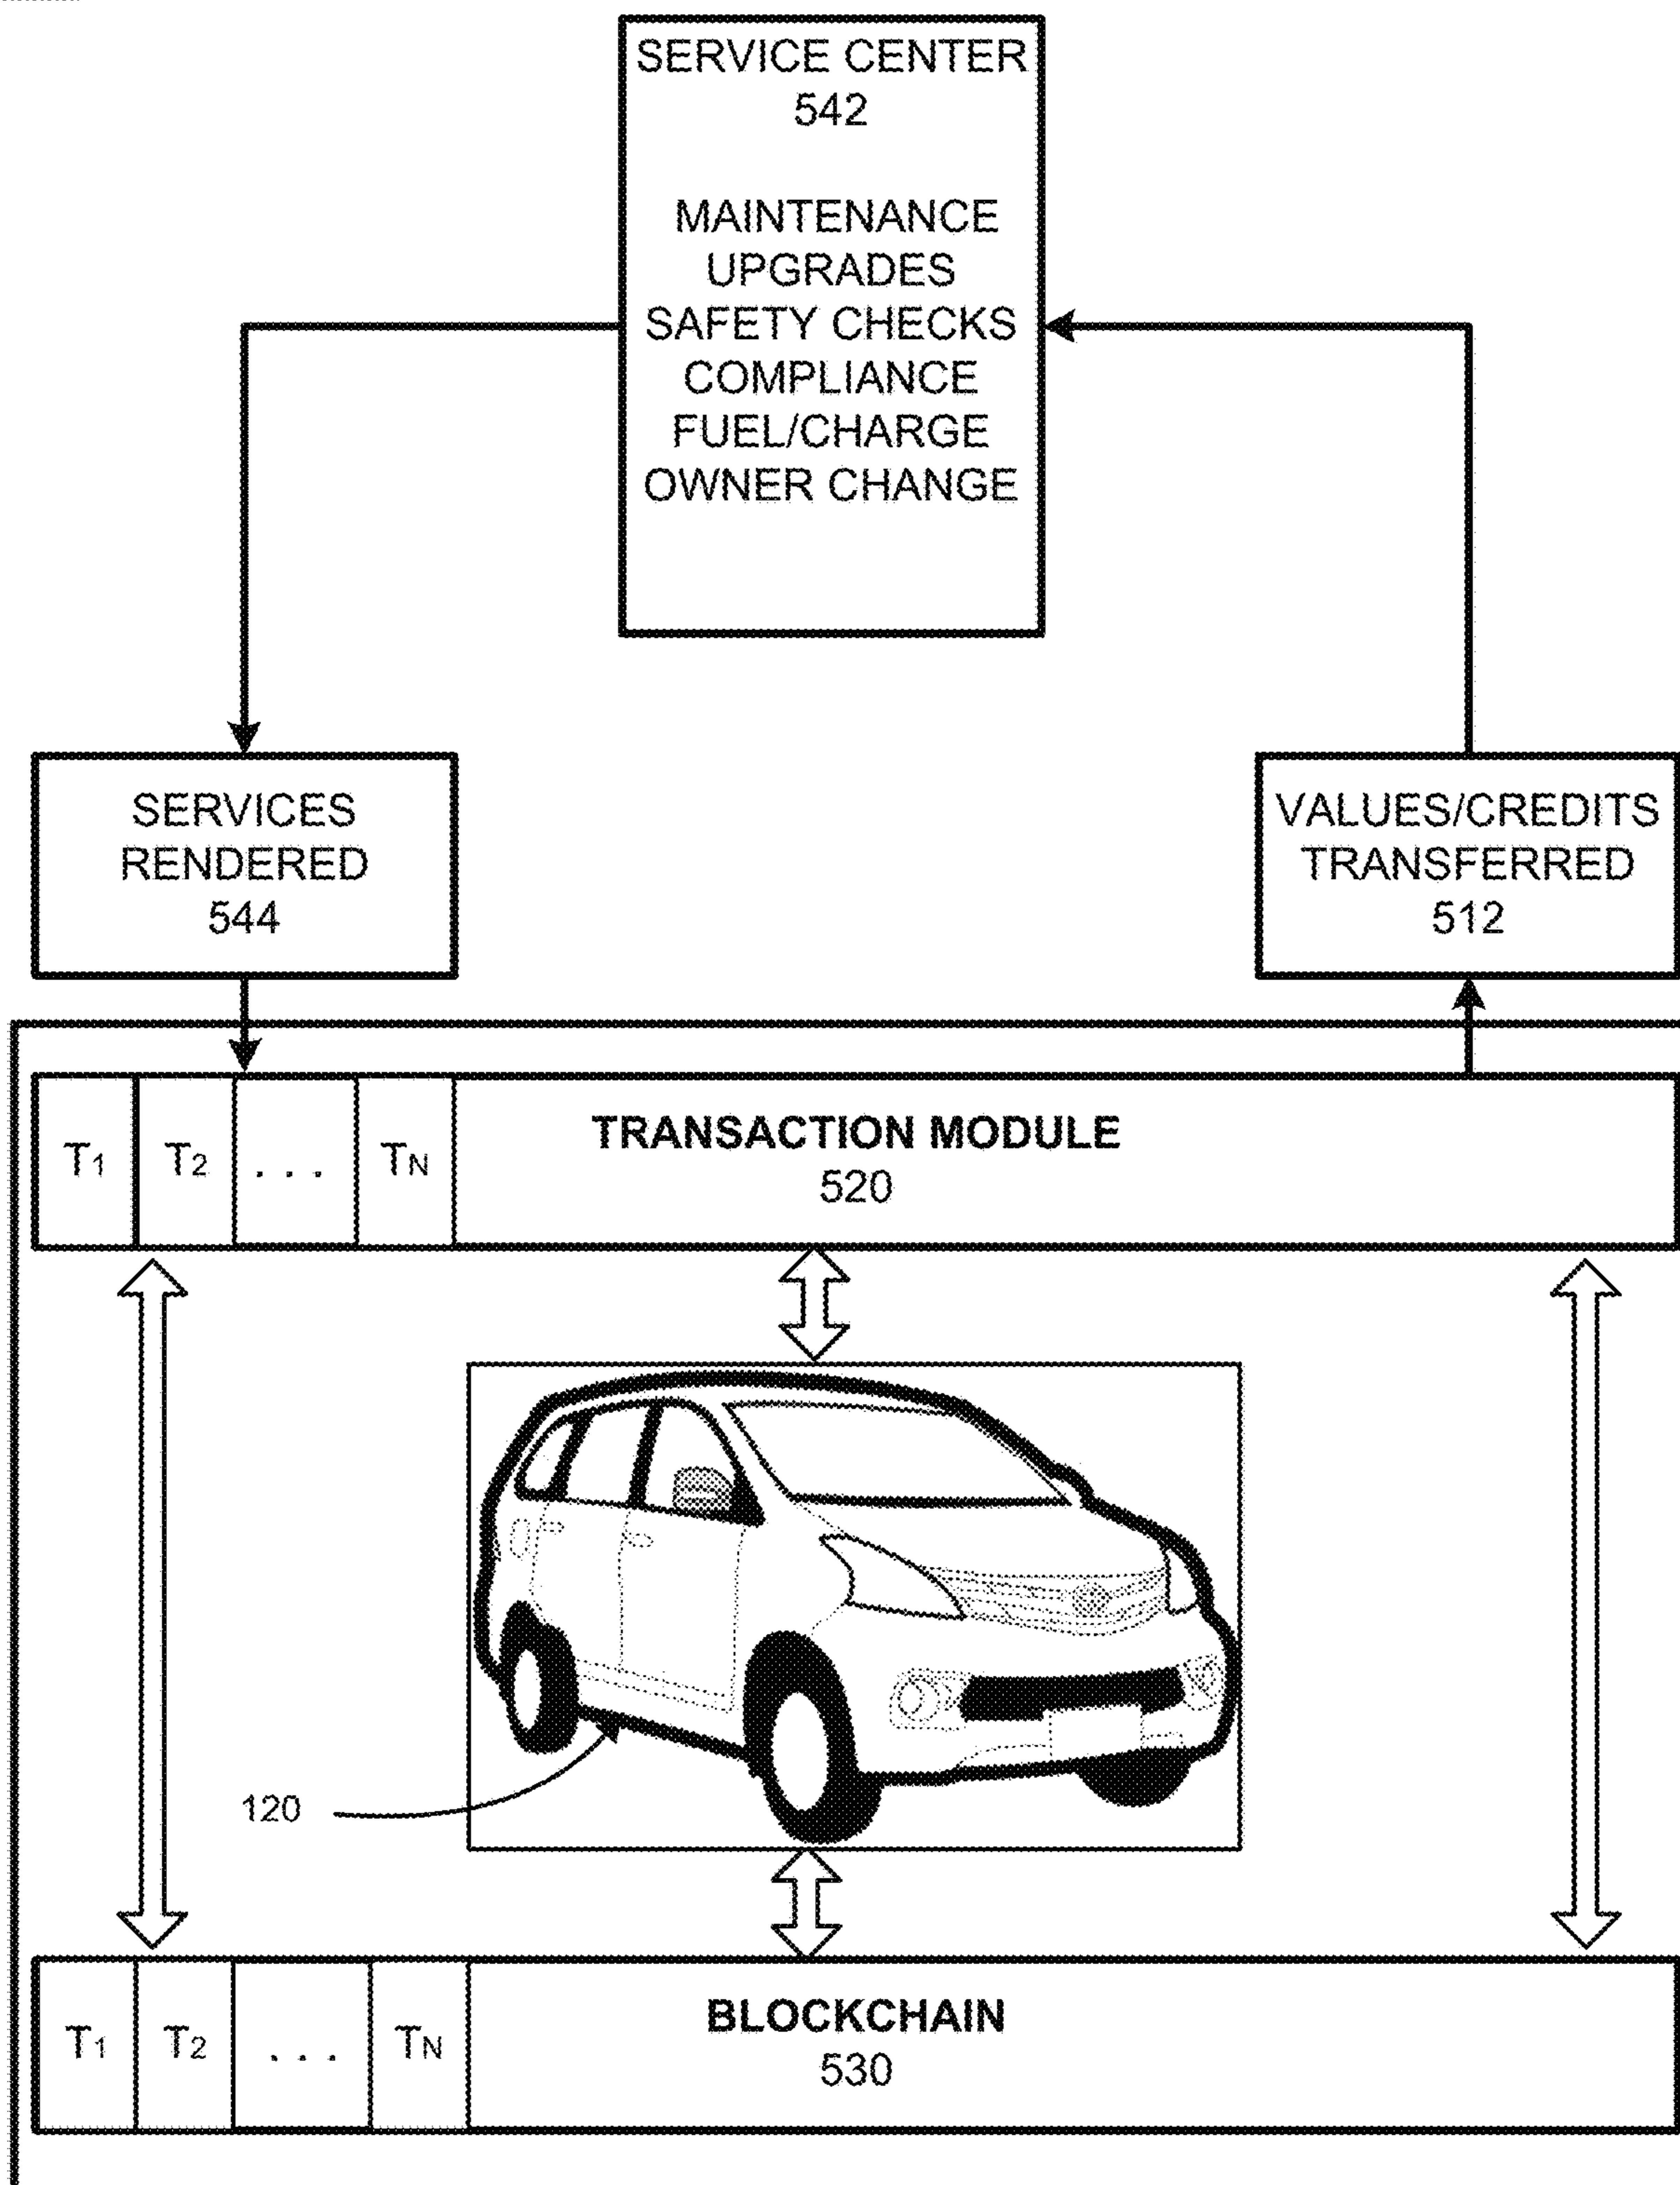 SERVICE CENTER
542
MAINTENANCE
UPGRADES
SAFETY CHECKS
COMPLIANCE
FUEL/CHARGE
OWNER CHANGE
SERVICES
RENDERED
544
VALUES/CREDITS
TRANSFERRED
512
T1 T2 . . . TN
TRANSACTION MODULE
520
120
T1 T2 . . . TN
BLOCKCHAIN
530